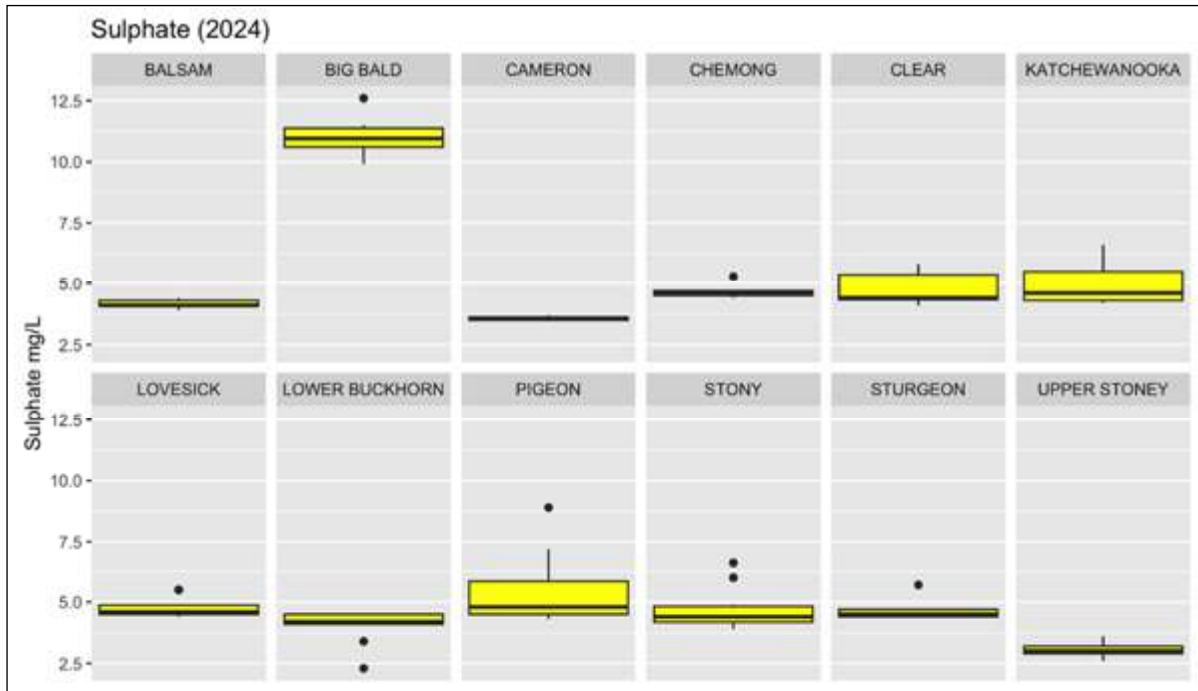 Sulphate (2024)
BALSAM BIG BALD CAMERON CHEMONG CLEAR KATCHEWANOOKA
12.5
10.0
7.5
5.0
2.5
LOVESICK LOWER BUCKHORN PIGEON STONY STURGEON UPPER STONEY
12.5
10.0
7.5
5.0
2.5
Sulphate mg/L